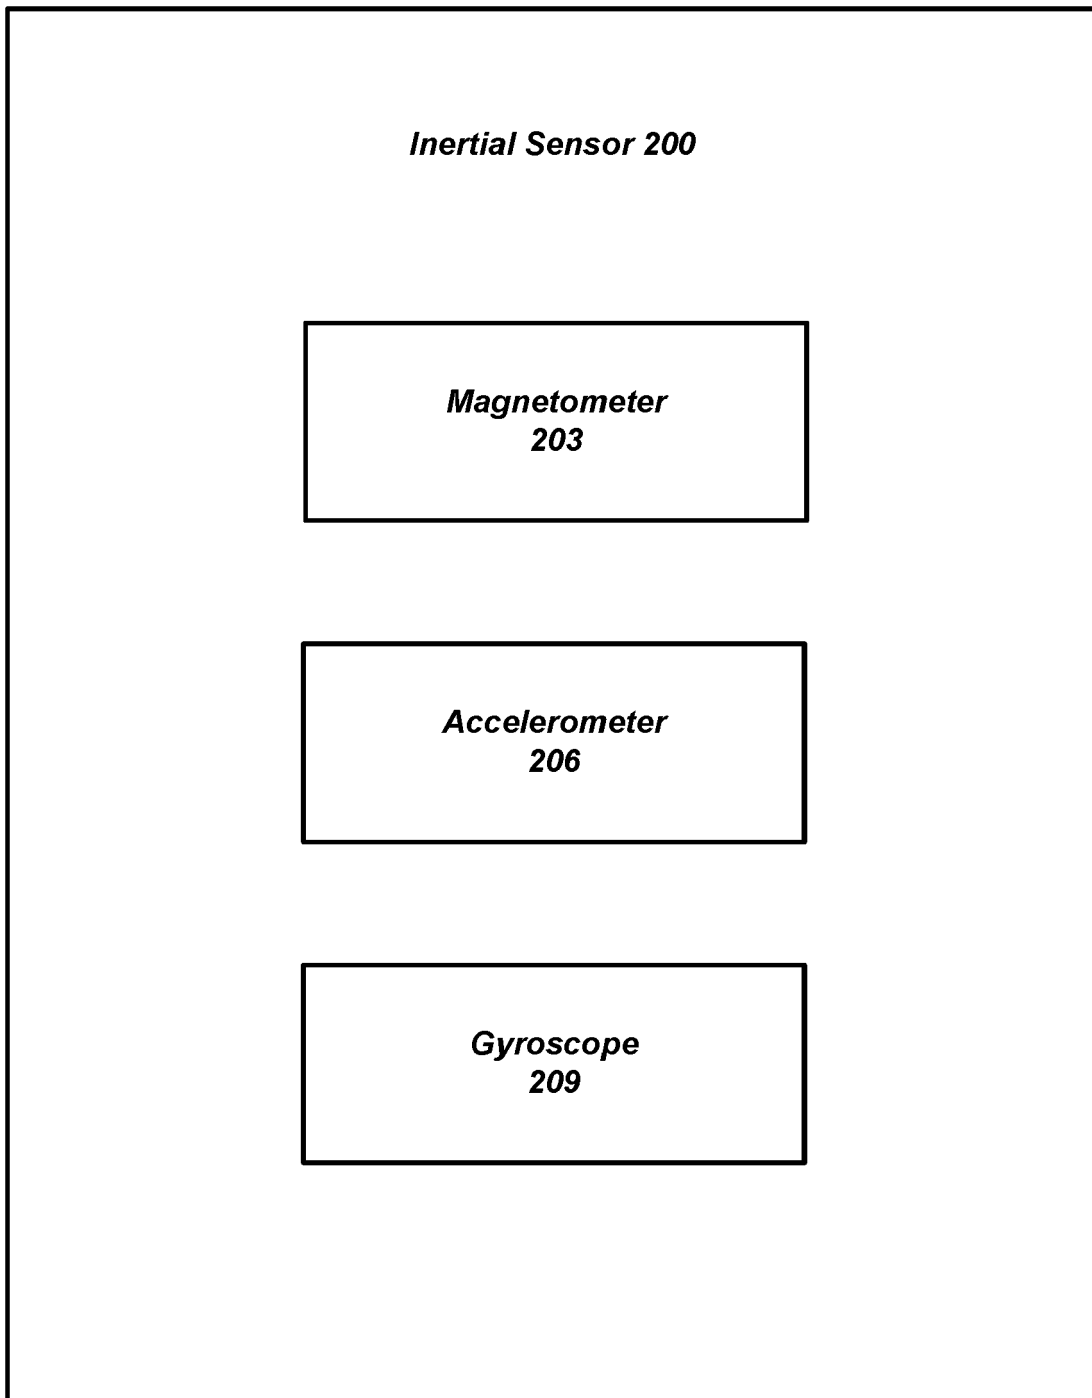 Inertial Sensor 200
Magnetometer
203
Accelerometer
206
Gyroscope
209